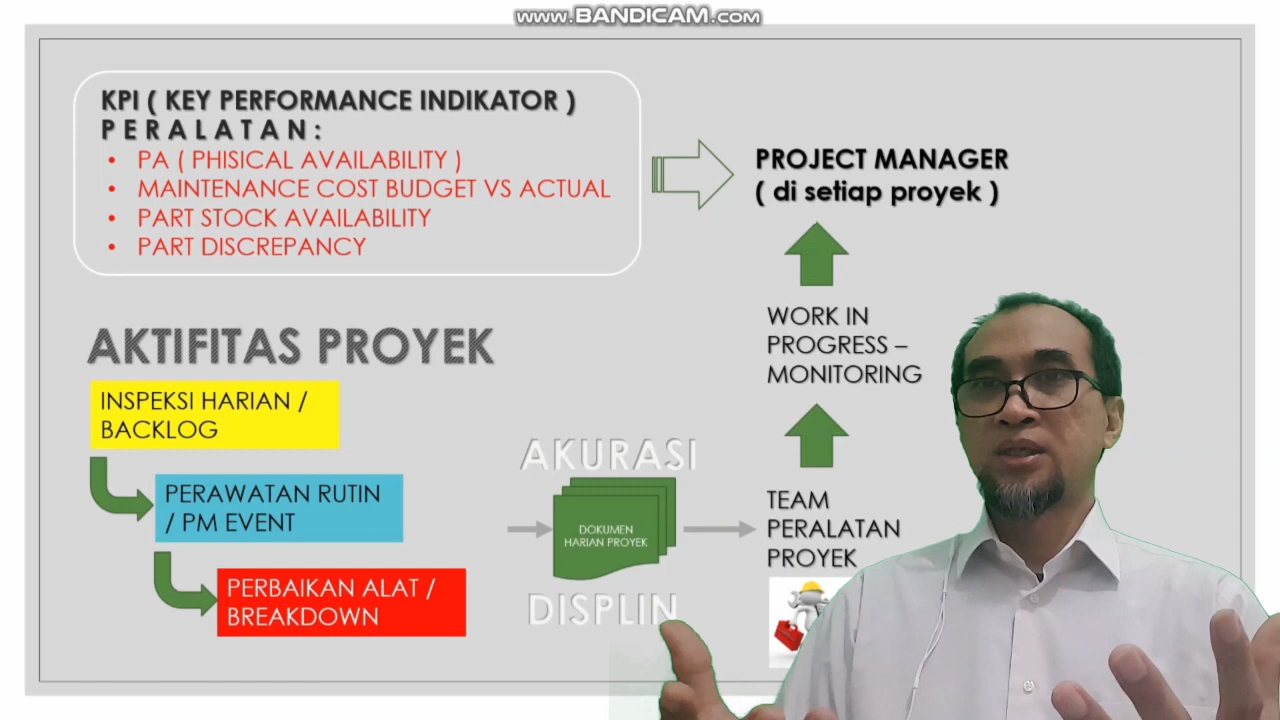 www.BANDICAM.com
KPI ( KEY PERFORMANCE INDIKATOR )
P E R A L A T A N :
• PA ( PHISICAL AVAILABILITY )
• MAINTENANCE COST BUDGET VS ACTUAL
• PART STOCK AVAILABILITY
• PART DISCREPANCY
PROJECT MANAGER
( di setiap proyek )
WORK IN
PROGRESS –
MONITORING
AKTIFITAS PROYEK
INSPEKSI HARIAN /
BACKLOG
PERAWATAN RUTIN
/ PM EVENT
PERBAIKAN ALAT /
BREAKDOWN
AKURASI
DOKUMEN
HARIAN PROYEK
DISPLIN
TEAM
PERALATAN
PROYEK